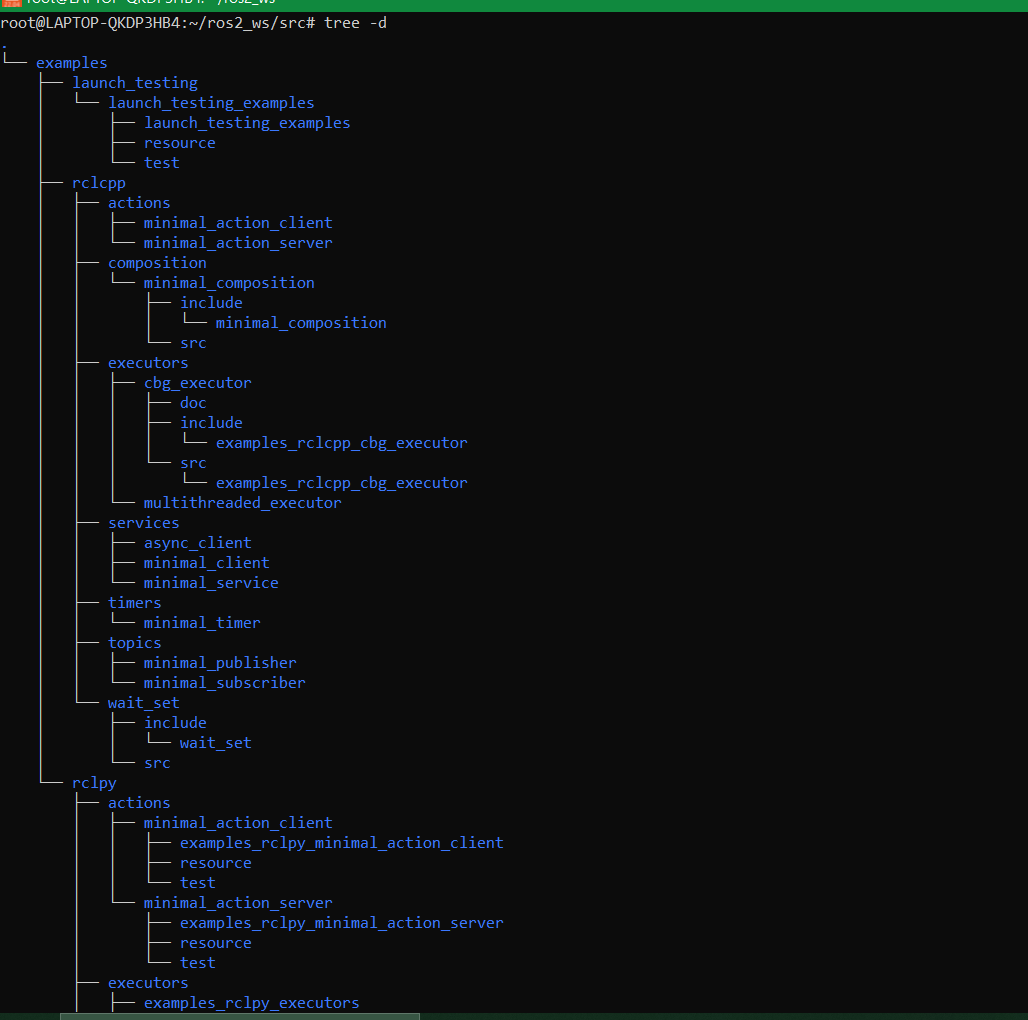 root@LAPTOP-QKDP3HB4: ~/ros2_ws
root@LAPTOP-QKDP3HB4:~/ros2_ws/src# tree -d
.
└── examples
    ├── launch_testing
    │   └── launch_testing_examples
    │       ├── launch_testing_examples
    │       ├── resource
    │       └── test
    ├── rclcpp
    │   ├── actions
    │   │   ├── minimal_action_client
    │   │   └── minimal_action_server
    │   ├── composition
    │   │   └── minimal_composition
    │   │       ├── include
    │   │       │   └── minimal_composition
    │   │       └── src
    │   ├── executors
    │   │   ├── cbg_executor
    │   │   │   ├── doc
    │   │   │   ├── include
    │   │   │   │   └── examples_rclcpp_cbg_executor
    │   │   │   └── src
    │   │   │       └── examples_rclcpp_cbg_executor
    │   │   └── multithreaded_executor
    │   ├── services
    │   │   ├── async_client
    │   │   ├── minimal_client
    │   │   └── minimal_service
    │   ├── timers
    │   │   └── minimal_timer
    │   ├── topics
    │   │   ├── minimal_publisher
    │   │   └── minimal_subscriber
    │   └── wait_set
    │       ├── include
    │       │   └── wait_set
    │       └── src
    └── rclpy
        ├── actions
        │   ├── minimal_action_client
        │   │   ├── examples_rclpy_minimal_action_client
        │   │   ├── resource
        │   │   └── test
        │   └── minimal_action_server
        │       ├── examples_rclpy_minimal_action_server
        │       ├── resource
        │       └── test
        ├── executors
        │   ├── examples_rclpy_executors